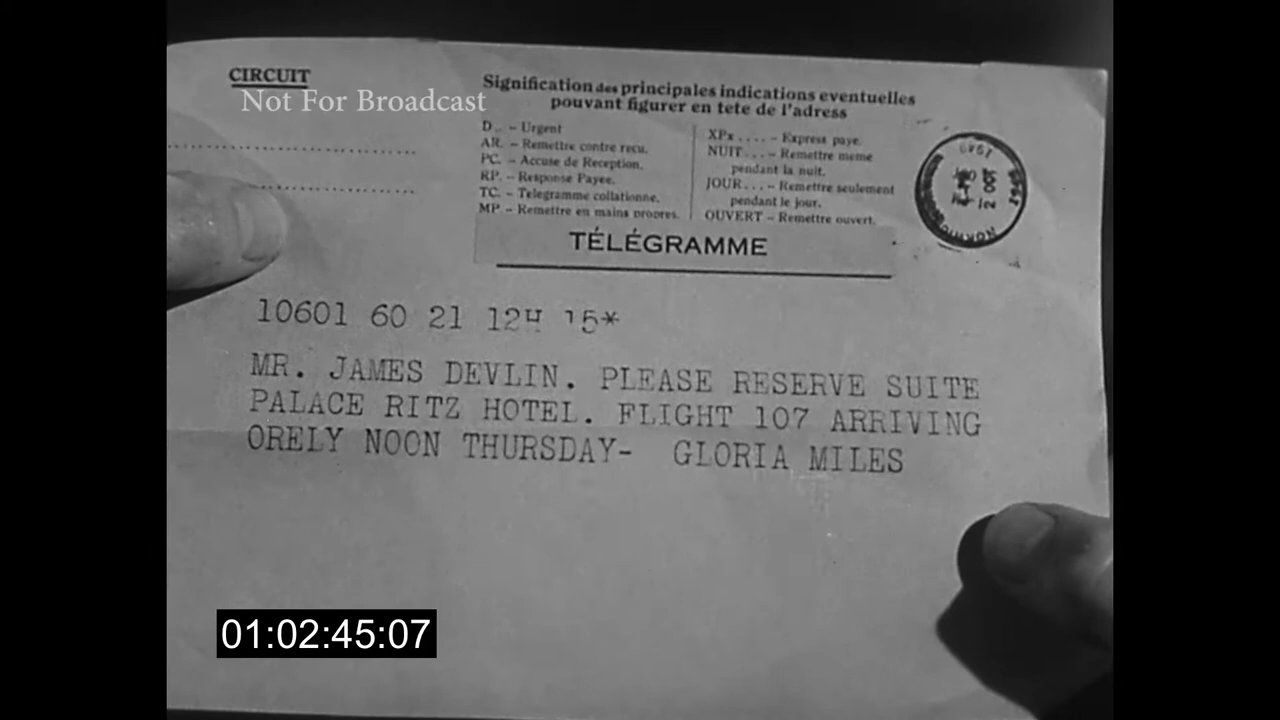 CIRCUIT
Not For Broadcast
Signification des principales indications eventuelles
pouvant figurer en tete de l'adress
D .. - Urgent
AR. - Remettre contre recu.
PC. - Accuse de Reception.
RP. - Response Payee.
TC. - Telegramme collationne.
MP - Remettre en mains propres.
XPx .... - Express paye.
NUIT ... - Remettre meme
pendant la nuit.
JOUR ... - Remettre seulement
pendant le jour.
OUVERT - Remettre ouvert.
TÉLÉGRAMME
10601 60 21 12H 15*
MR. JAMES DEVLIN. PLEASE RESERVE SUITE
PALACE RITZ HOTEL. FLIGHT 107 ARRIVING
ORELY NOON THURSDAY- GLORIA MILES
01:02:45:07